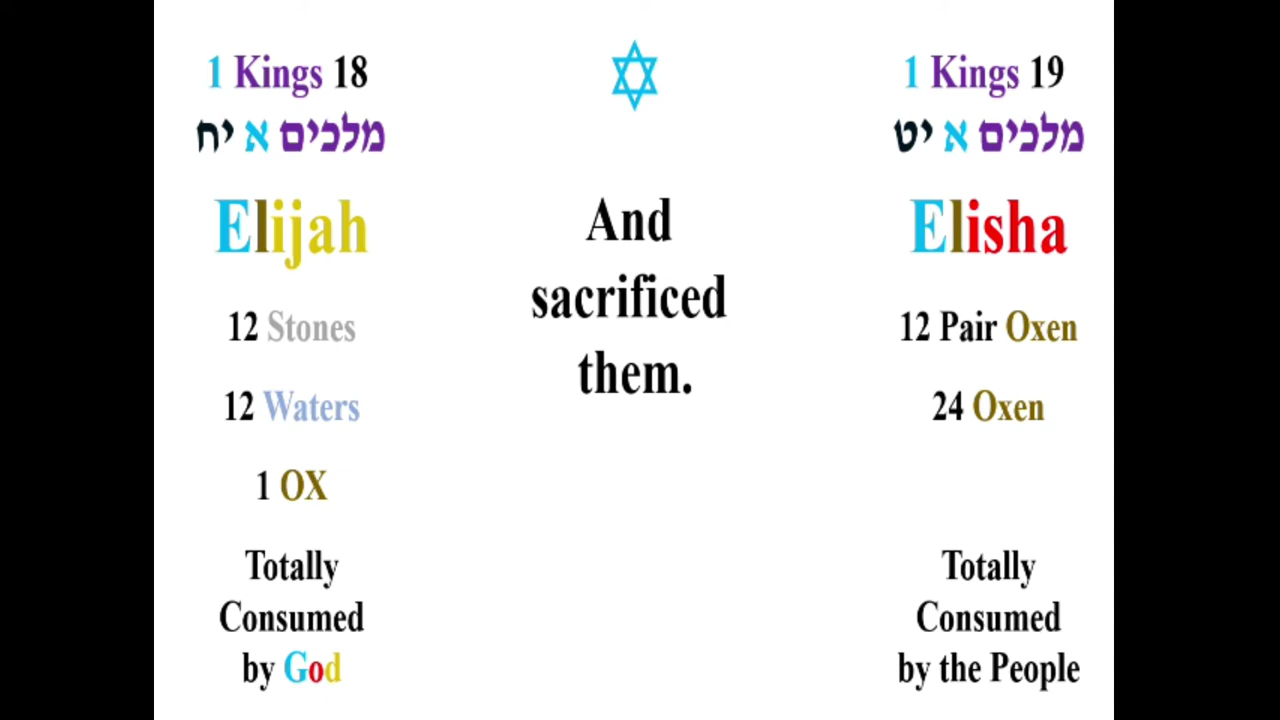 1 Kings 18
מלכים א יח
Elijah
12 Stones
12 Waters
1 OX
Totally
Consumed
by God
And
sacrificed
them.
1 Kings 19
מלכים א יט
Elisha
12 Pair Oxen
24 Oxen
Totally
Consumed
by the People